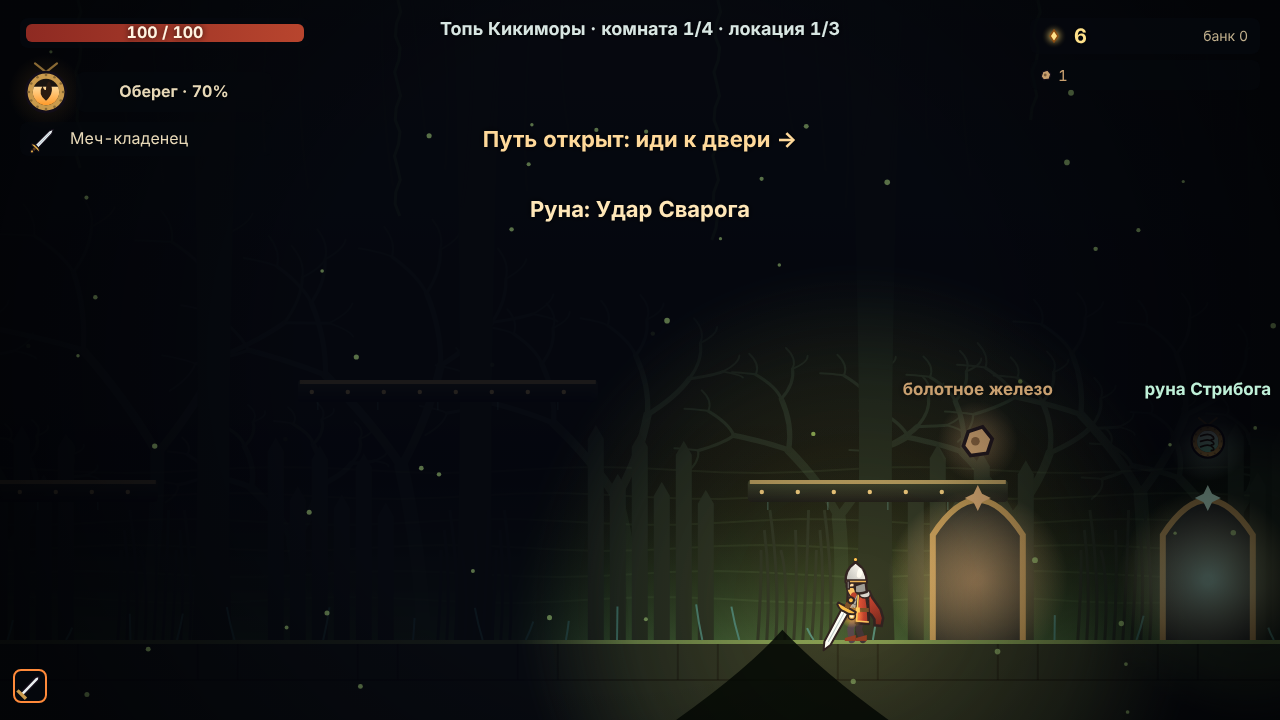 100 / 100
Топь Кикиморы · комната 1/4 · локация 1/3
6
банк 0
1
Оберег · 70%
Меч-кладенец
Путь открыт: иди к двери →
Руна: Удар Сварога
болотное железо
руна Стрибога